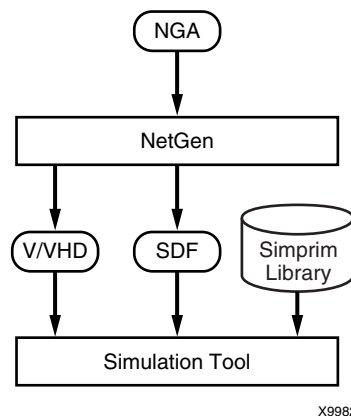 NGA
NetGen
V/VHD
SDF
Simprim
Library
Simulation Tool
X9982